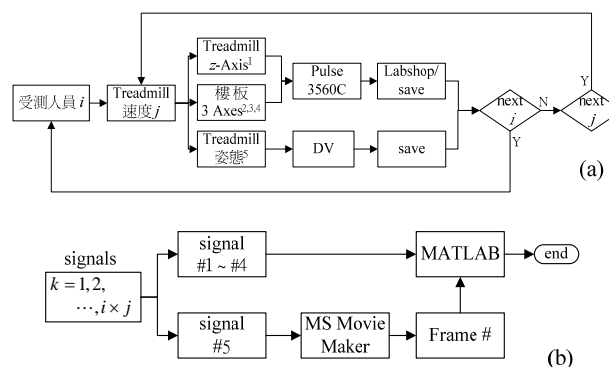 Treadmill
z-Axis¹
受測人員 i
Treadmill
速度 j
樓板
3 Axes²,³,⁴
Treadmill
姿態⁵
Pulse
3560C
Labshop/
save
DV
save
next
i
N
Y
next
j
Y
(a)
signals
k = 1, 2,
⋯, i × j
signal
#1 ~ #4
signal
#5
MS Movie
Maker
Frame #
MATLAB
end
(b)